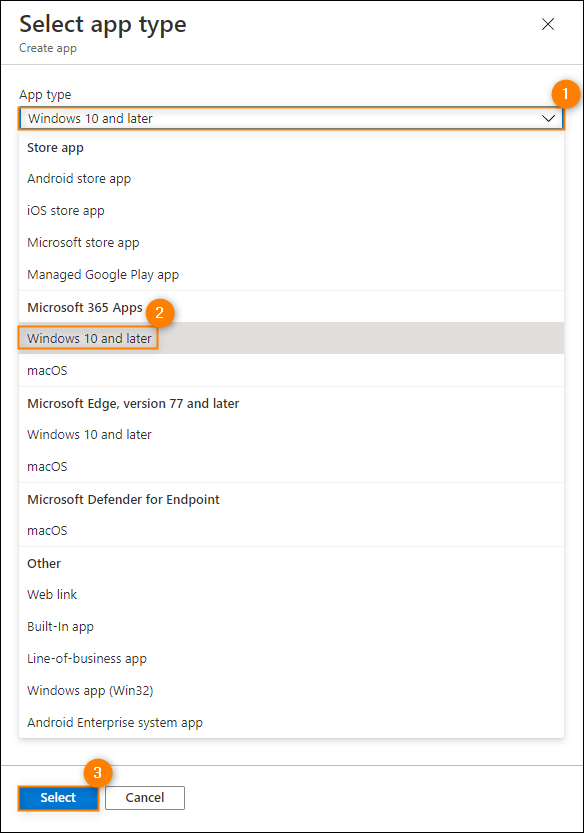 Select app type
Create app
App type
1
Windows 10 and later
Store app
Android store app
iOS store app
Microsoft store app
Managed Google Play app
Microsoft 365 Apps
2
Windows 10 and later
macOS
Microsoft Edge, version 77 and later
Windows 10 and later
macOS
Microsoft Defender for Endpoint
macOS
Other
Web link
Built-In app
Line-of-business app
Windows app (Win32)
Android Enterprise system app
3
Select Cancel